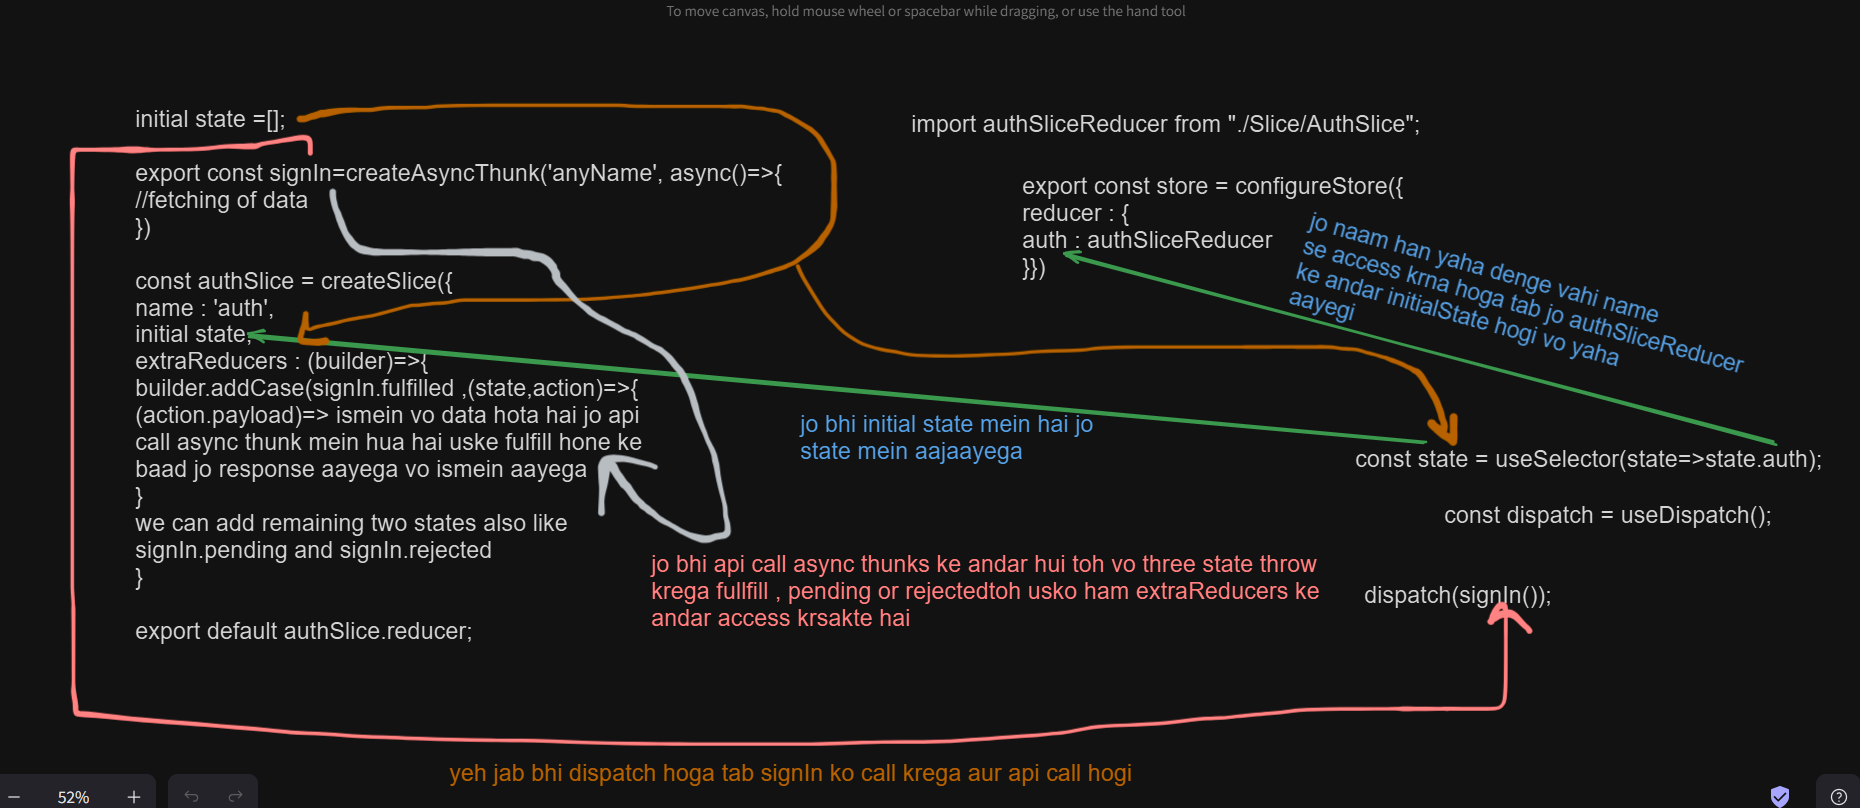 To move canvas, hold mouse wheel or spacebar while dragging, or use the hand tool
initial state =[];
export const signIn=createAsyncThunk('anyName', async()=>{
//fetching of data
})
const authSlice = createSlice({
name : 'auth',
initial state,
extraReducers : (builder)=>{
builder.addCase(signIn.fulfilled ,(state,action)=>{
(action.payload)=> ismein vo data hota hai jo api
call async thunk mein hua hai uske fulfill hone ke
baad jo response aayega vo ismein aayega
}
we can add remaining two states also like
signIn.pending and signIn.rejected
}
export default authSlice.reducer;
import authSliceReducer from "./Slice/AuthSlice";
export const store = configureStore({
reducer : {
auth : authSliceReducer
}})
jo naam han yaha denge vahi name
se access krna hoga tab jo authSliceReducer
ke andar initialState hogi vo yaha
aayegi
jo bhi initial state mein hai jo
state mein aajaayega
const state = useSelector(state=>state.auth);
const dispatch = useDispatch();
dispatch(signIn());
jo bhi api call async thunks ke andar hui toh vo three state throw
krega fullfill , pending or rejectedtoh usko ham extraReducers ke
andar access krsakte hai
yeh jab bhi dispatch hoga tab signIn ko call krega aur api call hogi
52%